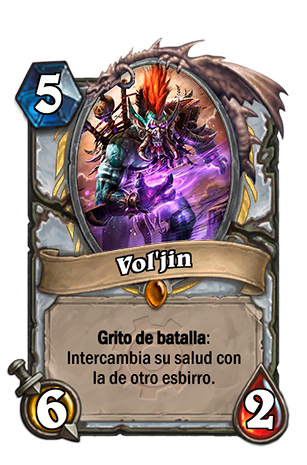 5
Vol'jin
Grito de batalla:
Intercambia su salud con
la de otro esbirro.
6
2